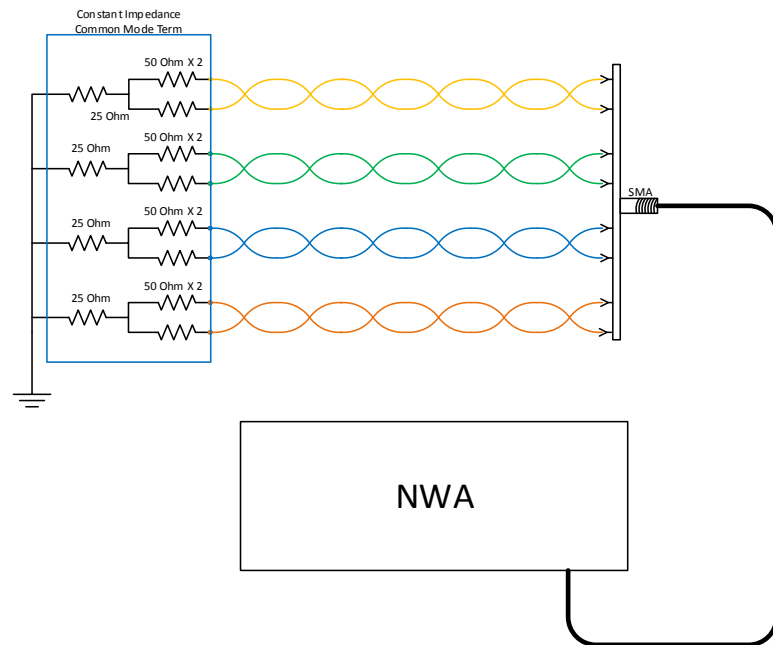 Constant Impedance
Common Mode Term
50 Ohm X 2
25 Ohm
50 Ohm X 2
25 Ohm
SMA
50 Ohm X 2
25 Ohm
50 Ohm X 2
25 Ohm
NWA